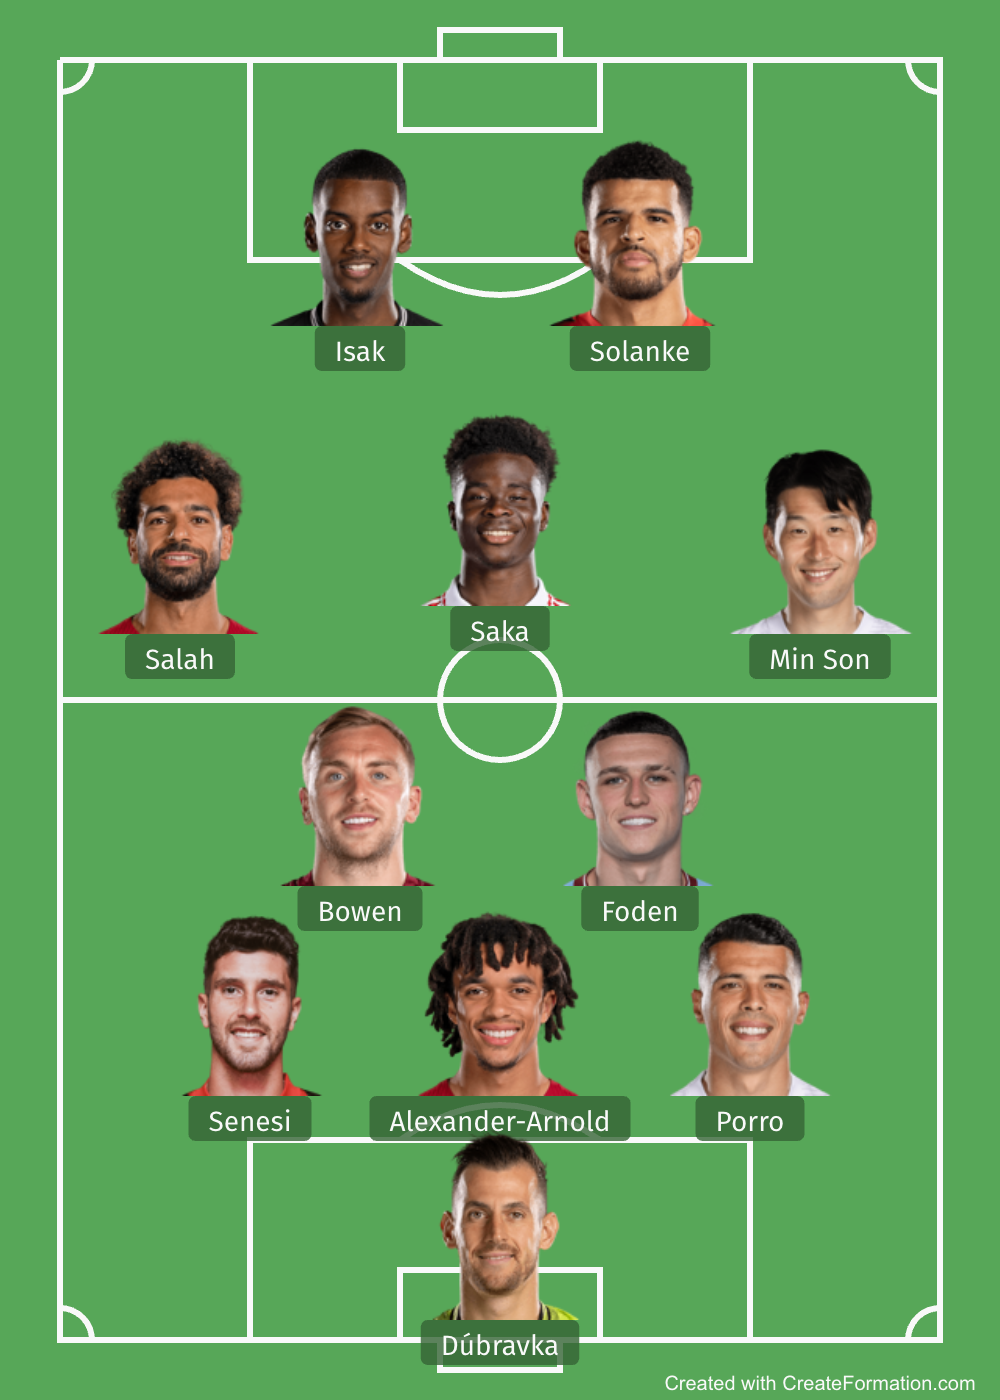 Isak
Solanke
Salah
Saka
Min Son
Bowen
Foden
Senesi
Alexander-Arnold
Porro
Dúbravka
Created with CreateFormation.com